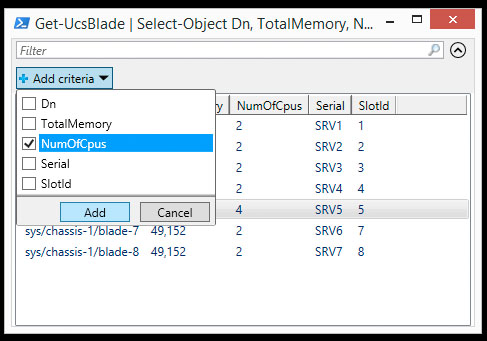 Get-UcsBlade | Select-Object Dn, TotalMemory, N...
Filter
Add criteria
y NumOfCpus Serial SlotId
Dn
2 SRV1 1
TotalMemory
2 SRV2 2
NumOfCpus
2 SRV3 3
Serial
2 SRV4 4
SlotId
4 SRV5 5
Add Cancel
sys/chassis-1/blade-7 49,152 2 SRV6 7
sys/chassis-1/blade-8 49,152 2 SRV7 8